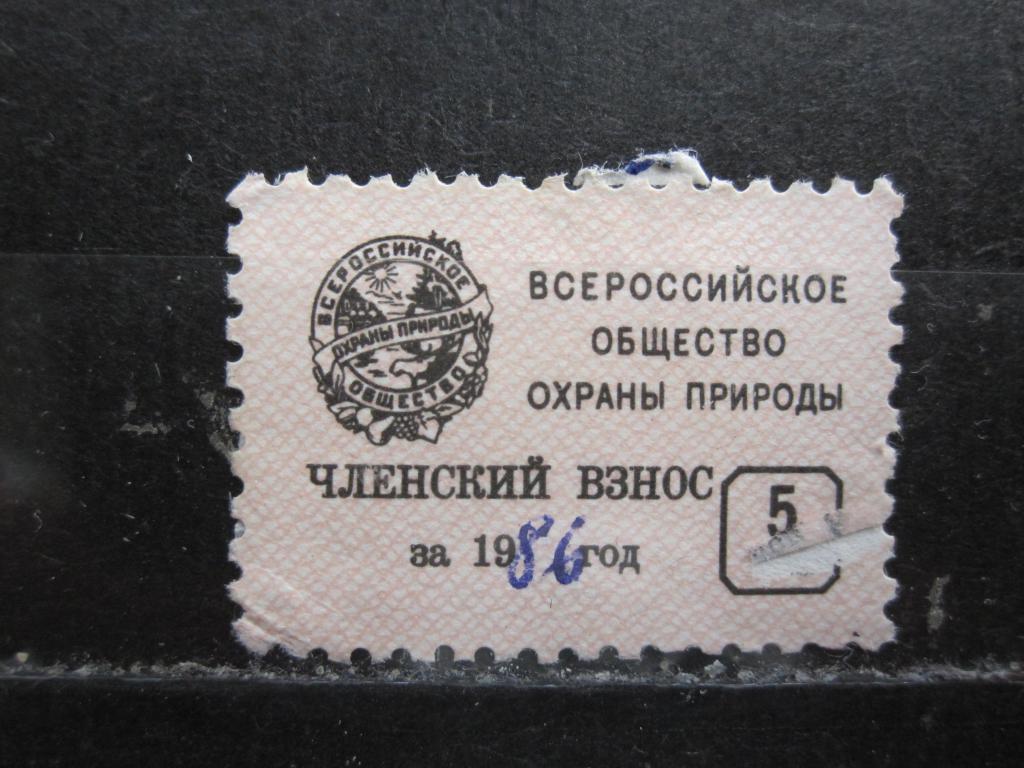 ВСЕРОССИЙСКОЕ
ОХРАНЫ ПРИРОДЫ
ОБЩЕСТВО
ВСЕРОССИЙСКОЕ
ОБЩЕСТВО
ОХРАНЫ ПРИРОДЫ
ЧЛЕНСКИЙ ВЗНОС
за 1986 год
5